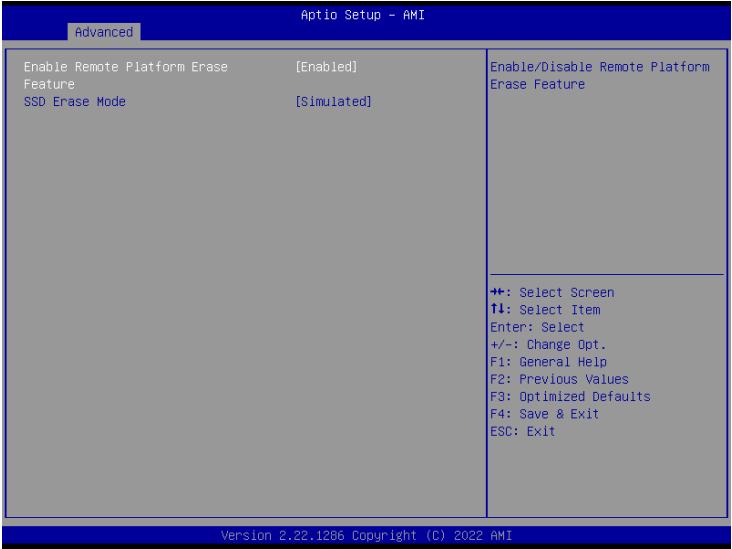 Aptio Setup – AMI
Advanced
Enable Remote Platform Erase [Enabled]
Feature
SSD Erase Mode [Simulated]
Enable/Disable Remote Platform
Erase Feature
→←: Select Screen
↑↓: Select Item
Enter: Select
+/-: Change Opt.
F1: General Help
F2: Previous Values
F3: Optimized Defaults
F4: Save & Exit
ESC: Exit
Version 2.22.1286 Copyright (C) 2022 AMI